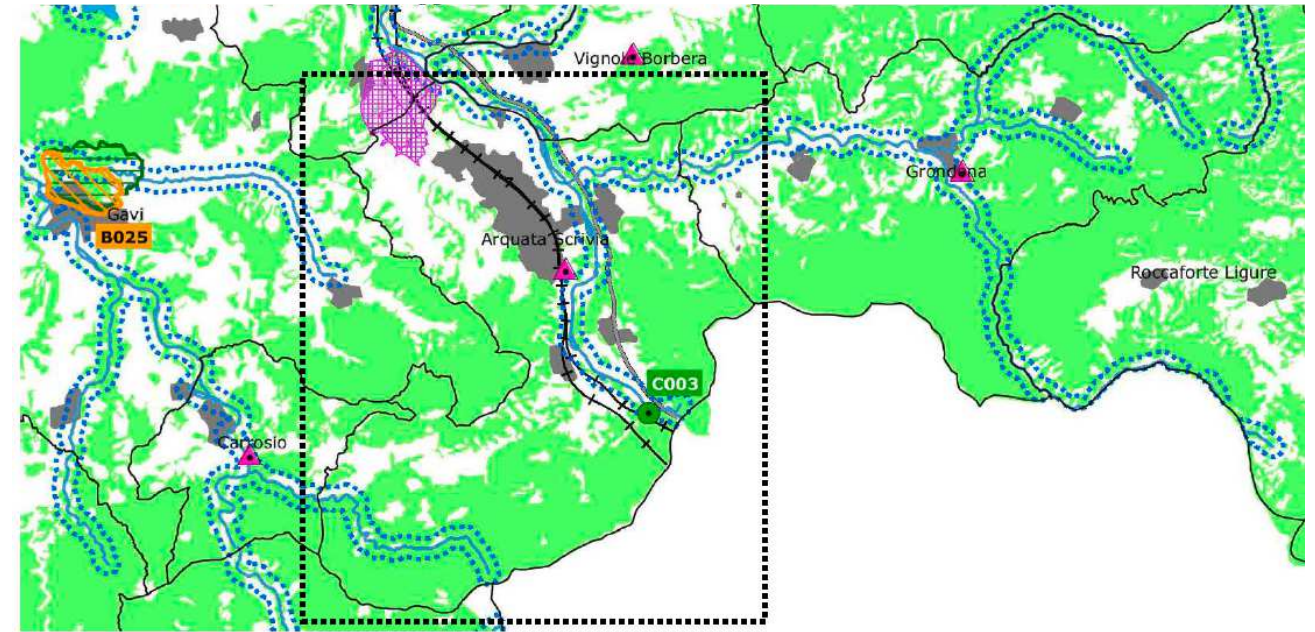 Vignole Borbera
Grondona
Gavi
B025
Arquata Scrivia
Roccaforte Ligure
C003
Carrosio